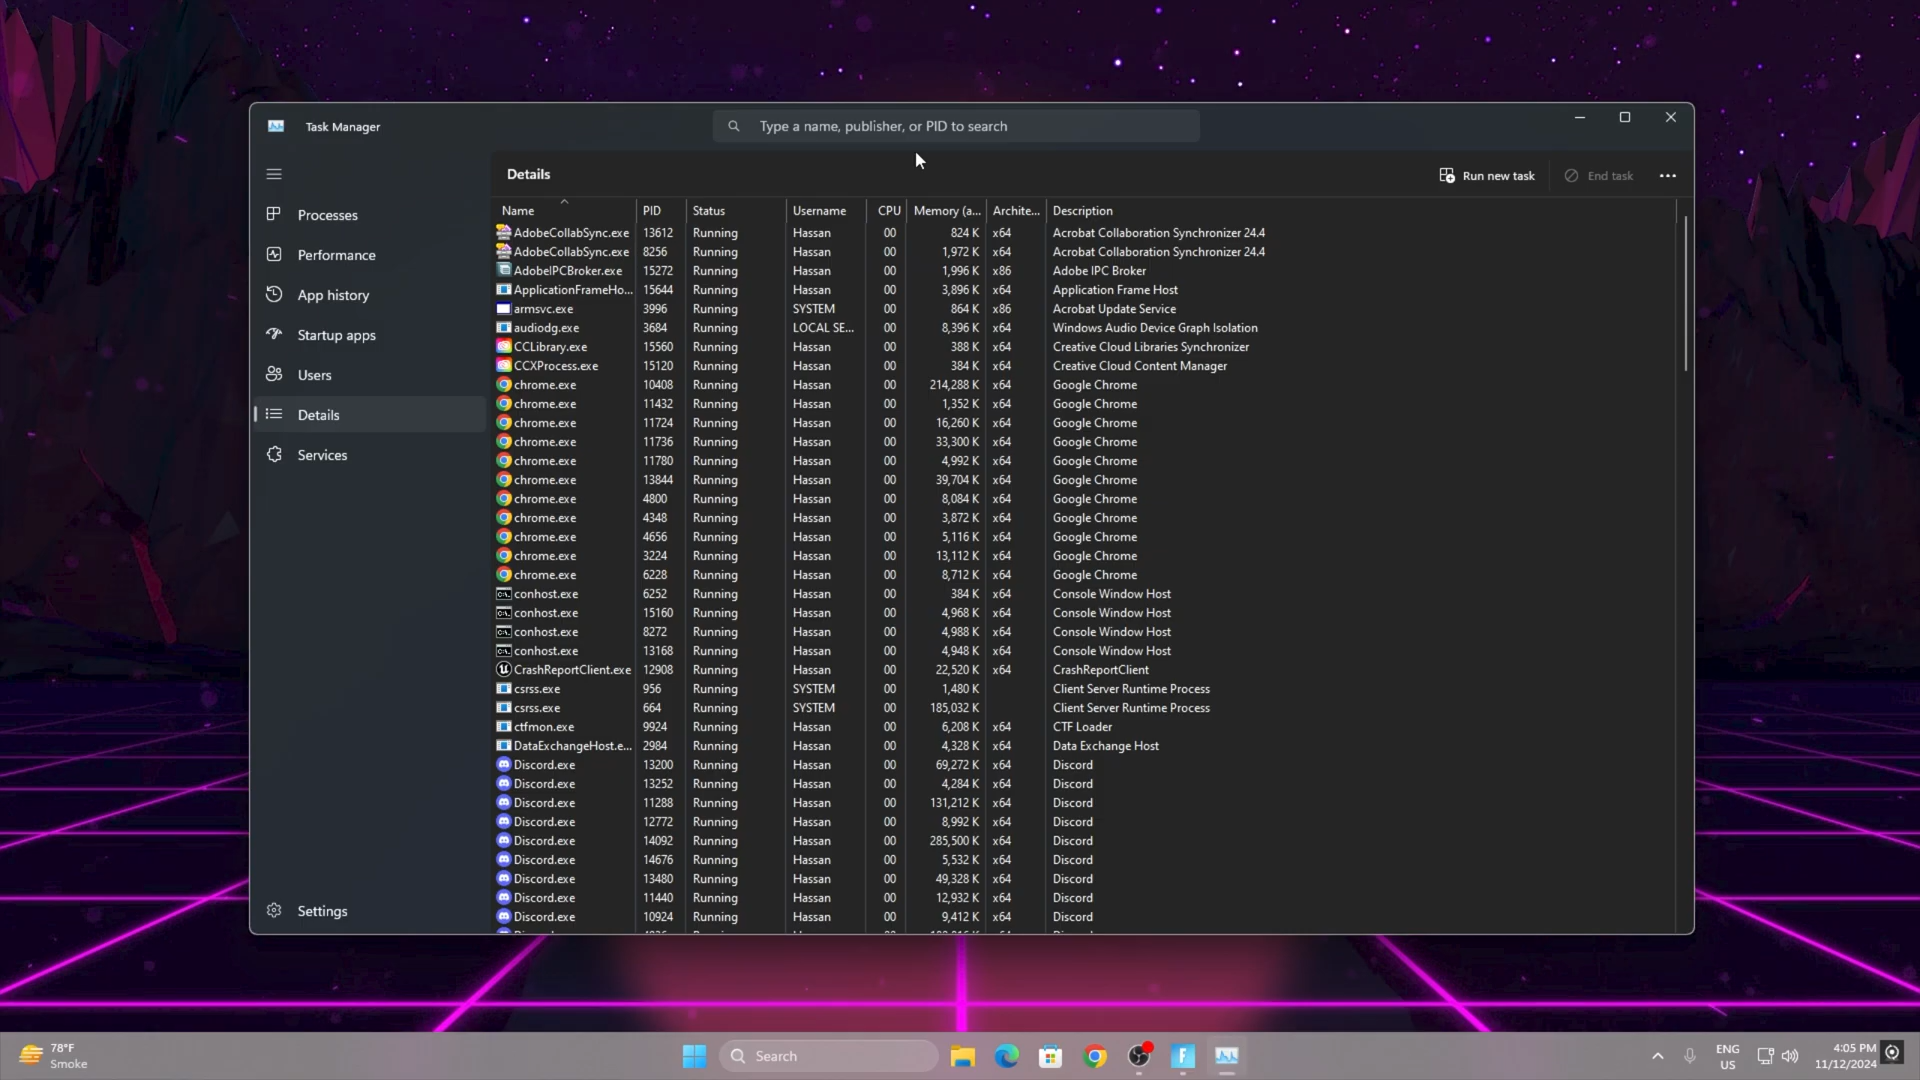 Task Manager
Type a name, publisher, or PID to search
Details
Run new task
End task
Processes
Performance
App history
Startup apps
Users
Details
Services
Settings
Name PID Status Username CPU Memory (a... Archite... Description
AdobeCollabSync.exe 13612 Running Hassan 00 824 K x64 Acrobat Collaboration Synchronizer 24.4
AdobeCollabSync.exe 8256 Running Hassan 00 1,972 K x64 Acrobat Collaboration Synchronizer 24.4
AdobeIPCBroker.exe 15272 Running Hassan 00 1,996 K x86 Adobe IPC Broker
ApplicationFrameHo... 15644 Running Hassan 00 3,896 K x64 Application Frame Host
armsvc.exe 3996 Running SYSTEM 00 864 K x86 Acrobat Update Service
audiodg.exe 3684 Running LOCAL SE... 00 8,396 K x64 Windows Audio Device Graph Isolation
CCLibrary.exe 15560 Running Hassan 00 388 K x64 Creative Cloud Libraries Synchronizer
CCXProcess.exe 15120 Running Hassan 00 384 K x64 Creative Cloud Content Manager
chrome.exe 10408 Running Hassan 00 214,288 K x64 Google Chrome
chrome.exe 11432 Running Hassan 00 1,352 K x64 Google Chrome
chrome.exe 11724 Running Hassan 00 16,260 K x64 Google Chrome
chrome.exe 11736 Running Hassan 00 33,300 K x64 Google Chrome
chrome.exe 11780 Running Hassan 00 4,992 K x64 Google Chrome
chrome.exe 13844 Running Hassan 00 39,704 K x64 Google Chrome
chrome.exe 4800 Running Hassan 00 8,084 K x64 Google Chrome
chrome.exe 4348 Running Hassan 00 3,872 K x64 Google Chrome
chrome.exe 4656 Running Hassan 00 5,116 K x64 Google Chrome
chrome.exe 3224 Running Hassan 00 13,112 K x64 Google Chrome
chrome.exe 6228 Running Hassan 00 8,712 K x64 Google Chrome
conhost.exe 6252 Running Hassan 00 384 K x64 Console Window Host
conhost.exe 15160 Running Hassan 00 4,968 K x64 Console Window Host
conhost.exe 8272 Running Hassan 00 4,988 K x64 Console Window Host
conhost.exe 13168 Running Hassan 00 4,948 K x64 Console Window Host
CrashReportClient.exe 12908 Running Hassan 00 22,520 K x64 CrashReportClient
csrss.exe 956 Running SYSTEM 00 1,480 K Client Server Runtime Process
csrss.exe 664 Running SYSTEM 00 185,032 K Client Server Runtime Process
ctfmon.exe 9924 Running Hassan 00 6,208 K x64 CTF Loader
DataExchangeHost.e... 2984 Running Hassan 00 4,328 K x64 Data Exchange Host
Discord.exe 13200 Running Hassan 00 69,272 K x64 Discord
Discord.exe 13252 Running Hassan 00 4,284 K x64 Discord
Discord.exe 11288 Running Hassan 00 131,212 K x64 Discord
Discord.exe 12772 Running Hassan 00 8,992 K x64 Discord
Discord.exe 14092 Running Hassan 00 285,500 K x64 Discord
Discord.exe 14676 Running Hassan 00 5,532 K x64 Discord
Discord.exe 13480 Running Hassan 00 49,328 K x64 Discord
Discord.exe 11440 Running Hassan 00 12,932 K x64 Discord
Discord.exe 10924 Running Hassan 00 9,412 K x64 Discord
78°F
Smoke
Search
ENG
US
4:05 PM
11/12/2024